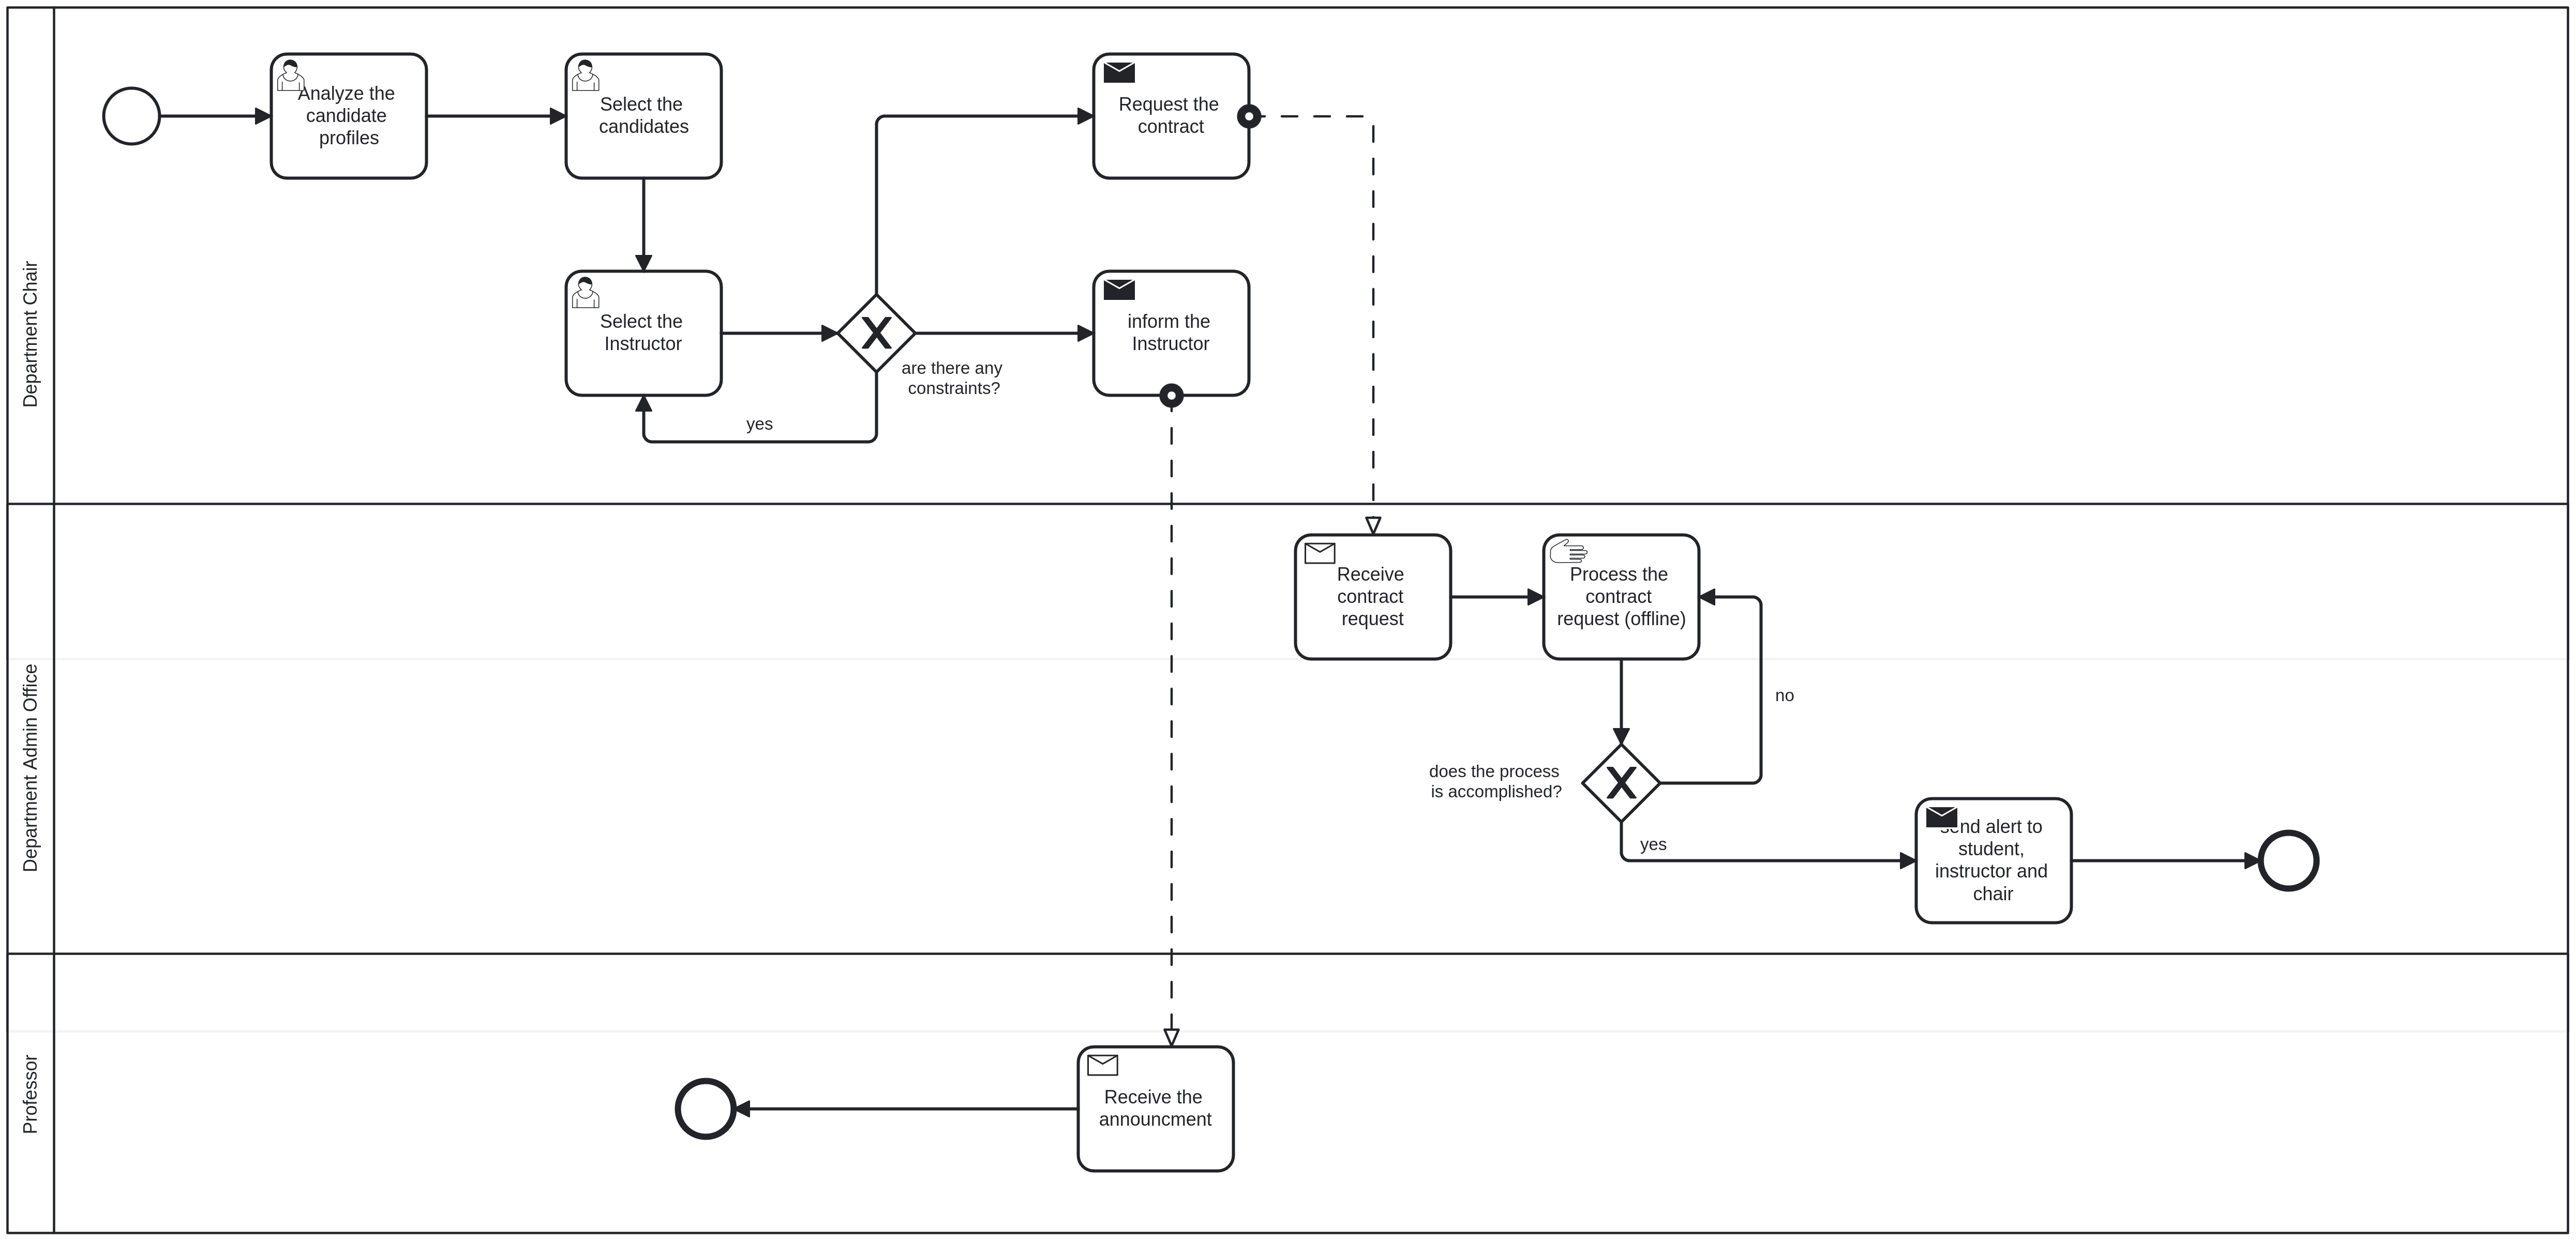 Department Chair
Analyze the
candidate
profiles
Select the
candidates
Request the
contract
Select the
Instructor
are there any
constraints?
inform the
Instructor
yes
Department Admin Office
Receive
contract
request
Process the
contract
request (offline)
no
does the process
is accomplished?
yes
send alert to
student,
instructor and
chair
Professor
Receive the
announcment